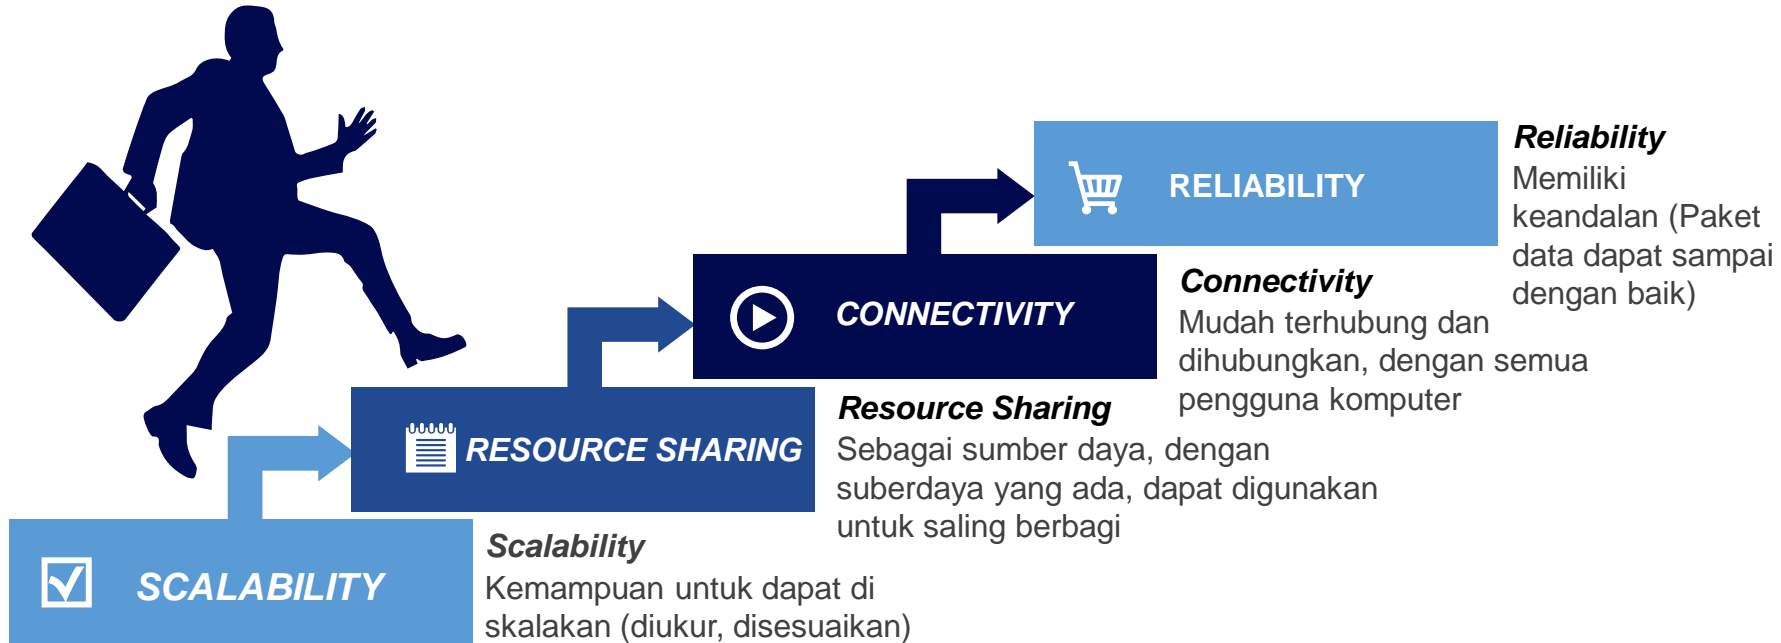 RELIABILITY
Reliability
Memiliki
keandalan (Paket
data dapat sampai
dengan baik)
CONNECTIVITY
Connectivity
Mudah terhubung dan
dihubungkan, dengan semua
pengguna komputer
RESOURCE SHARING
Resource Sharing
Sebagai sumber daya, dengan
suberdaya yang ada, dapat digunakan
untuk saling berbagi
SCALABILITY
Scalability
Kemampuan untuk dapat di
skalakan (diukur, disesuaikan)